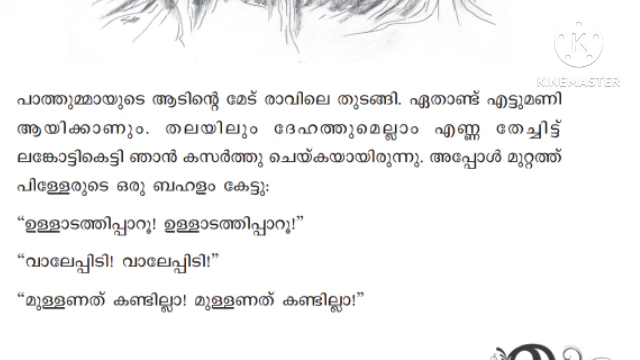 KINEMASTER
പാത്തുമ്മായുടെ ആടിന്റെ മേട് രാവിലെ തുടങ്ങി. ഏതാണ്ട് എട്ടുമണി
ആയിക്കാണും. തലയിലും ദേഹത്തുമെല്ലാം എണ്ണ തേച്ചിട്ട്
ലങ്കോട്ടികെട്ടി ഞാൻ കസർത്തു ചെയ്കയായിരുന്നു. അപ്പോൾ മുറ്റത്ത്
പിള്ളേരുടെ ഒരു ബഹളം കേട്ടു:
“ഉള്ളാടത്തിപ്പാറൂ! ഉള്ളാടത്തിപ്പാറൂ!”
“വാലേപ്പിടി! വാലേപ്പിടി!”
“മുള്ളണത് കണ്ടില്ലാ! മുള്ളണത് കണ്ടില്ലാ!”